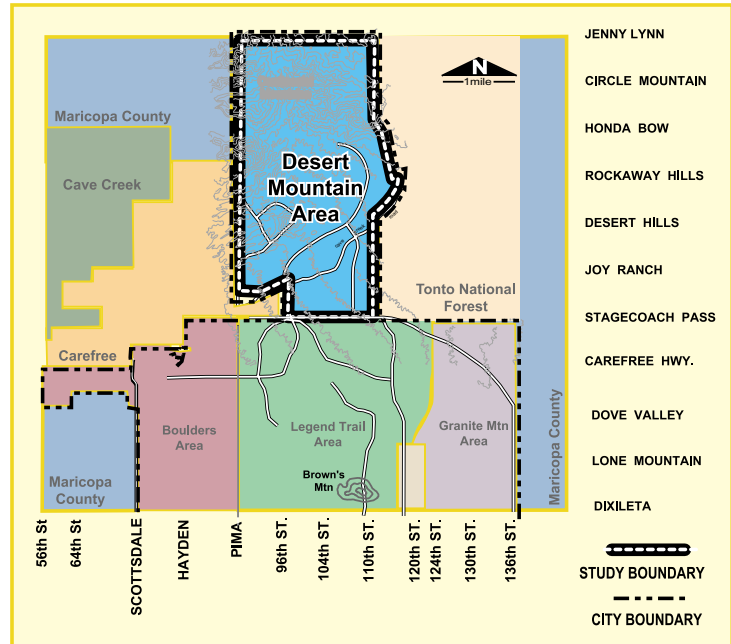 JENNY LYNN
CIRCLE MOUNTAIN
HONDA BOW
ROCKAWAY HILLS
DESERT HILLS
JOY RANCH
STAGECOACH PASS
CAREFREE HWY.
DOVE VALLEY
LONE MOUNTAIN
DIXILETA
N
1mile
Maricopa County
Cave Creek
Desert
Mountain
Area
Tonto National
Forest
Carefree
Boulders
Area
Legend Trail
Area
Granite Mtn
Area
Maricopa
County
Brown's
Mtn
Maricopa County
56th St
64th St
SCOTTSDALE
HAYDEN
PIMA
96th ST.
104th ST.
110th ST.
120th ST.
124th ST.
130th ST.
136th ST.
STUDY BOUNDARY
CITY BOUNDARY